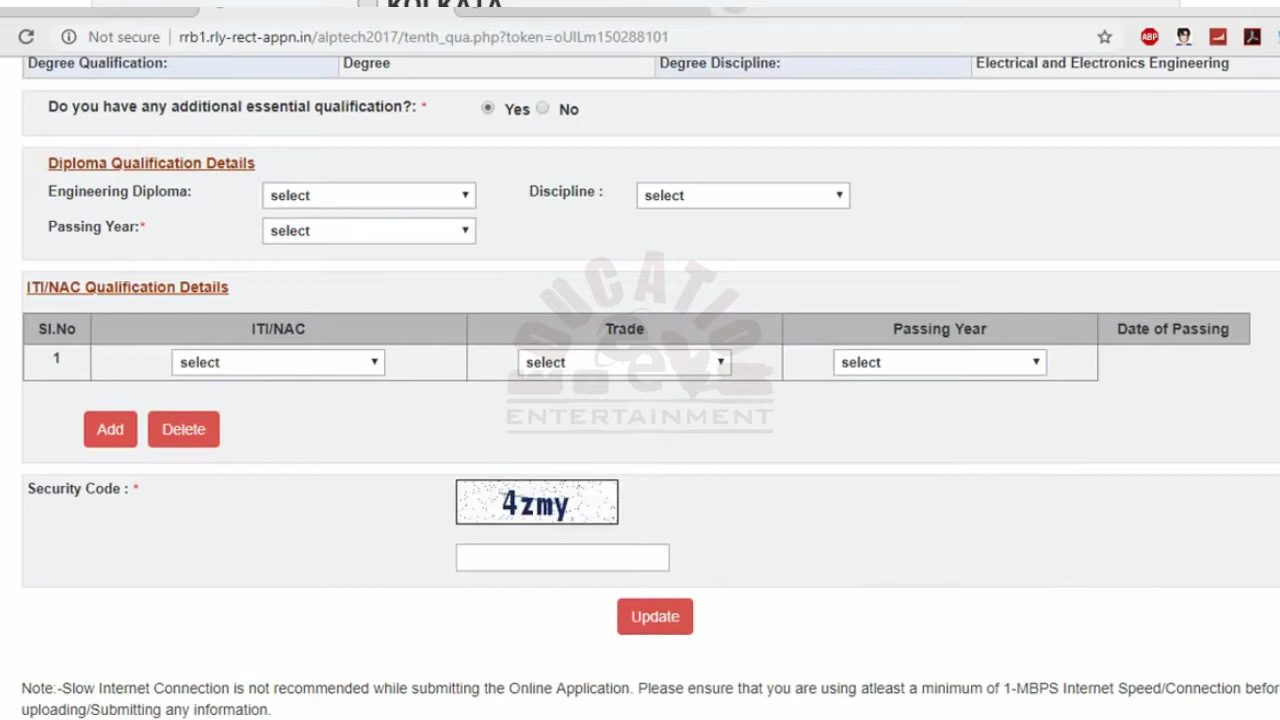 KOLKATA
Not secure | rrb1.rly-rect-appn.in/alptech2017/tenth_qua.php?token=oUILm150288101
ABP
Degree Qualification: Degree Degree Discipline: Electrical and Electronics Engineering
Do you have any additional essential qualification?: * Yes No
Diploma Qualification Details
Engineering Diploma: select Discipline : select
Passing Year:* select
ITI/NAC Qualification Details
SI.No ITI/NAC Trade Passing Year Date of Passing
1 select select select
EDUCATION
ENTERTAINMENT
Add Delete
Security Code : * 4zmy
Update
Note:-Slow Internet Connection is not recommended while submitting the Online Application. Please ensure that you are using atleast a minimum of 1-MBPS Internet Speed/Connection befor
uploading/Submitting any information.